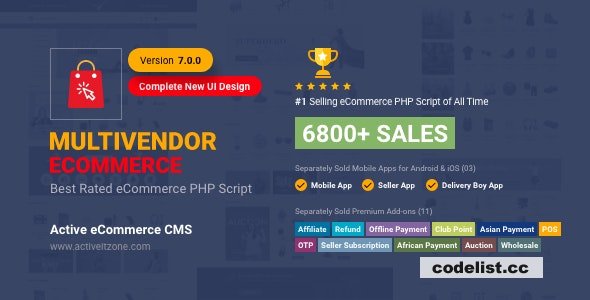 Version 7.0.0
Complete New UI Design
MULTIVENDOR
ECOMMERCE
Best Rated eCommerce PHP Script
Active eCommerce CMS
www.activeitzone.com
#1 Selling eCommerce PHP Script of All Time
6800+ SALES
Separately Sold Mobile Apps for Android & iOS (03)
Mobile App Seller App Delivery Boy App
Separately Sold Premium Add-ons (11)
Affiliate Refund Offline Payment Club Point Asian Payment POS
OTP Seller Subscription African Payment Auction Wholesale
codelist.cc